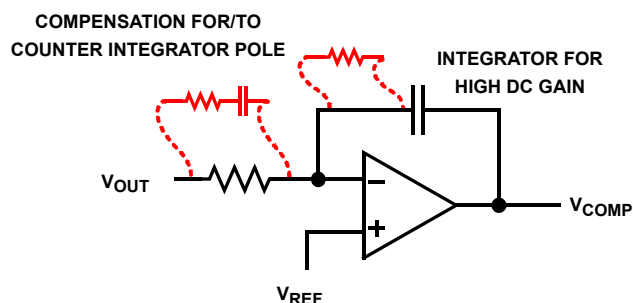 COMPENSATION FOR/TO
COUNTER INTEGRATOR POLE
INTEGRATOR FOR
HIGH DC GAIN
VOUT
−
+
VCOMP
VREF